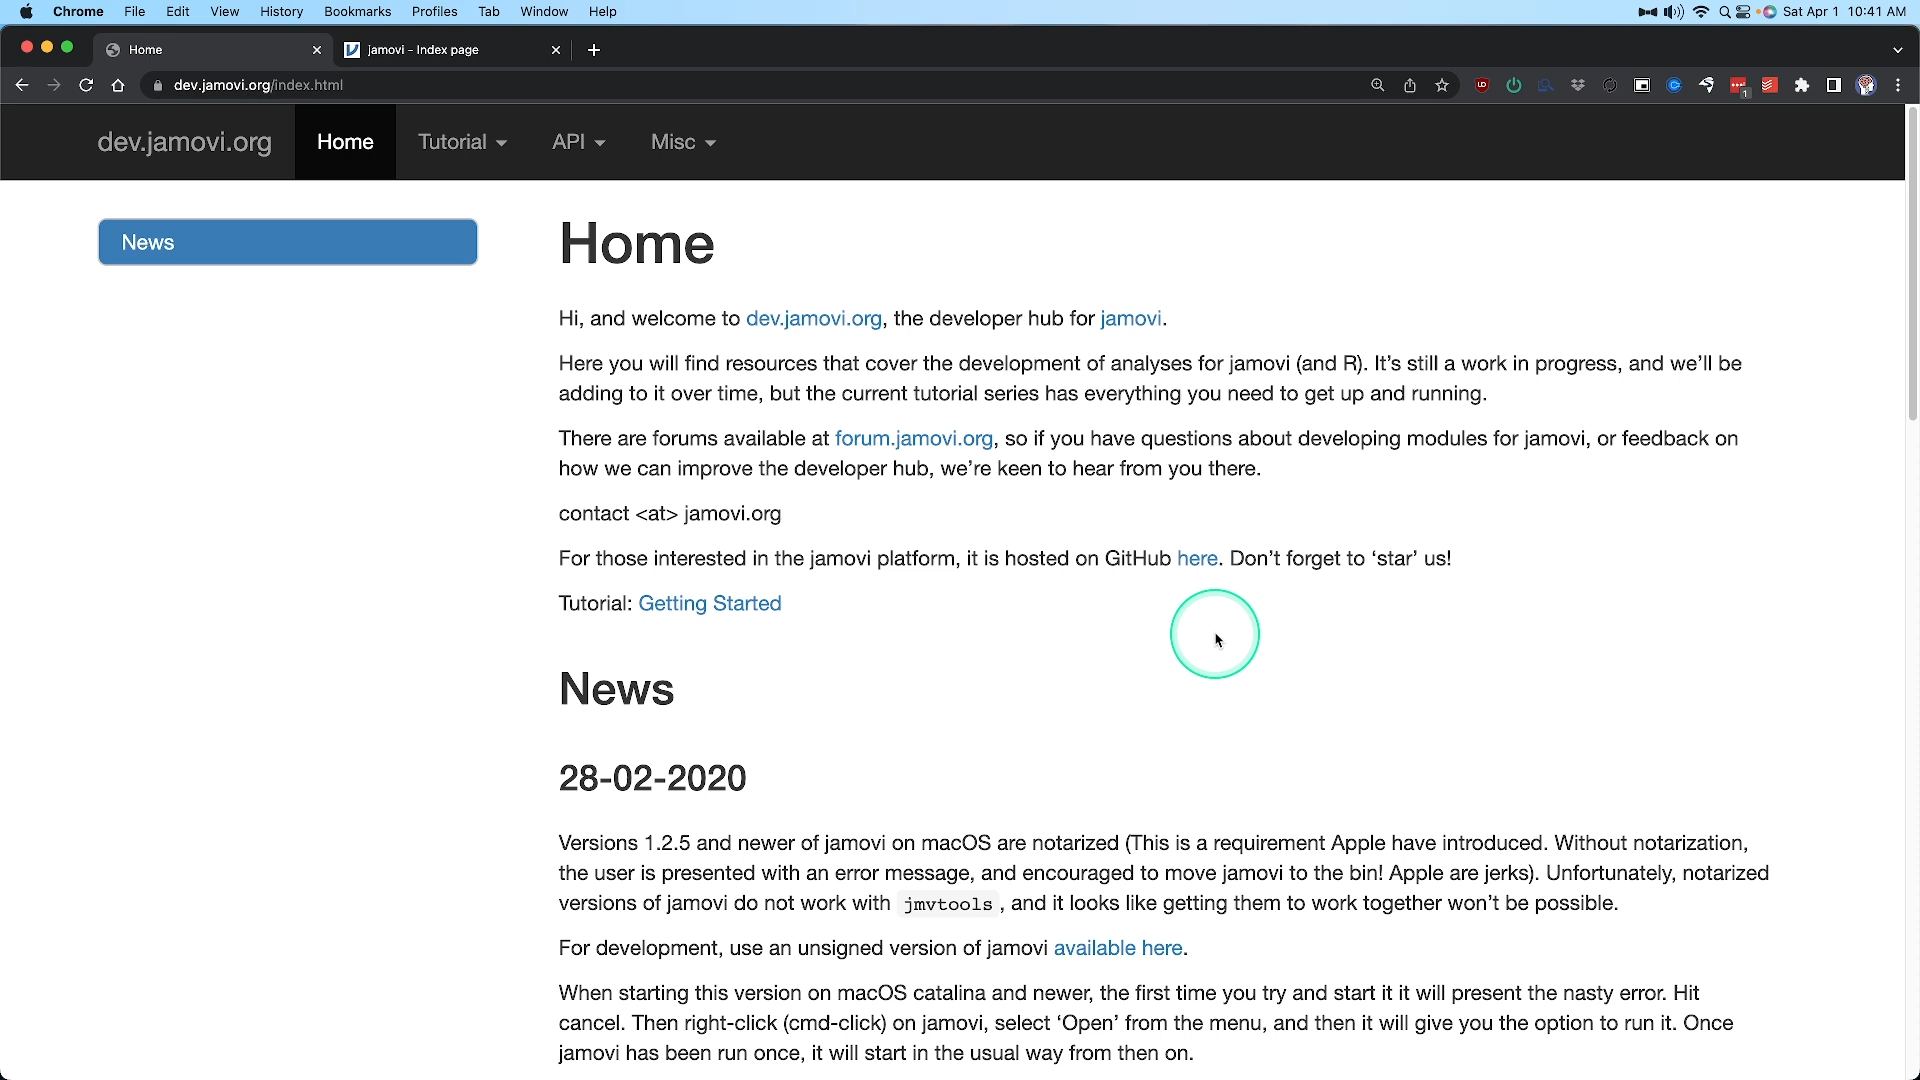 Chrome File Edit View History Bookmarks Profiles Tab Window Help Sat Apr 1 10:41 AM
Home jamovi - Index page
dev.jamovi.org/index.html
dev.jamovi.org Home Tutorial API Misc
News
Home
Hi, and welcome to dev.jamovi.org, the developer hub for jamovi.
Here you will find resources that cover the development of analyses for jamovi (and R). It’s still a work in progress, and we’ll be
adding to it over time, but the current tutorial series has everything you need to get up and running.
There are forums available at forum.jamovi.org, so if you have questions about developing modules for jamovi, or feedback on
how we can improve the developer hub, we’re keen to hear from you there.
contact <at> jamovi.org
For those interested in the jamovi platform, it is hosted on GitHub here. Don’t forget to ‘star’ us!
Tutorial: Getting Started
News
28-02-2020
Versions 1.2.5 and newer of jamovi on macOS are notarized (This is a requirement Apple have introduced. Without notarization,
the user is presented with an error message, and encouraged to move jamovi to the bin! Apple are jerks). Unfortunately, notarized
versions of jamovi do not work with jmvtools, and it looks like getting them to work together won’t be possible.
For development, use an unsigned version of jamovi available here.
When starting this version on macOS catalina and newer, the first time you try and start it it will present the nasty error. Hit
cancel. Then right-click (cmd-click) on jamovi, select ‘Open’ from the menu, and then it will give you the option to run it. Once
jamovi has been run once, it will start in the usual way from then on.